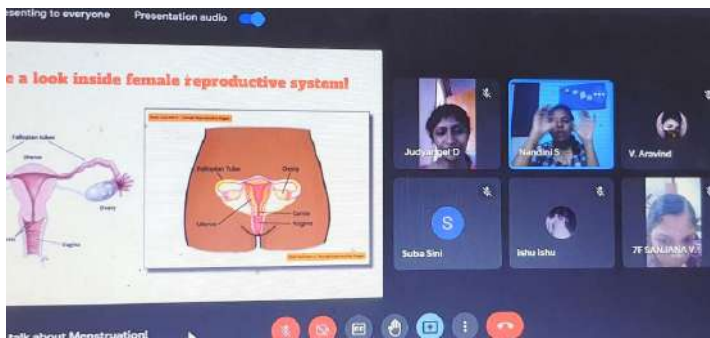 senting to everyone
Presentation audio
e a look inside female reproductive system!
Fallopian tubes
Uterus
Ovary
Vagina
Fallopian Tube
Ovary
Uterus
Cervix
Vagina
Judyangel D
Nandini S
V. Aravind
S
Suba Sini
Ishu Ishu
7F SANJANA V.
talk about Menstruation!